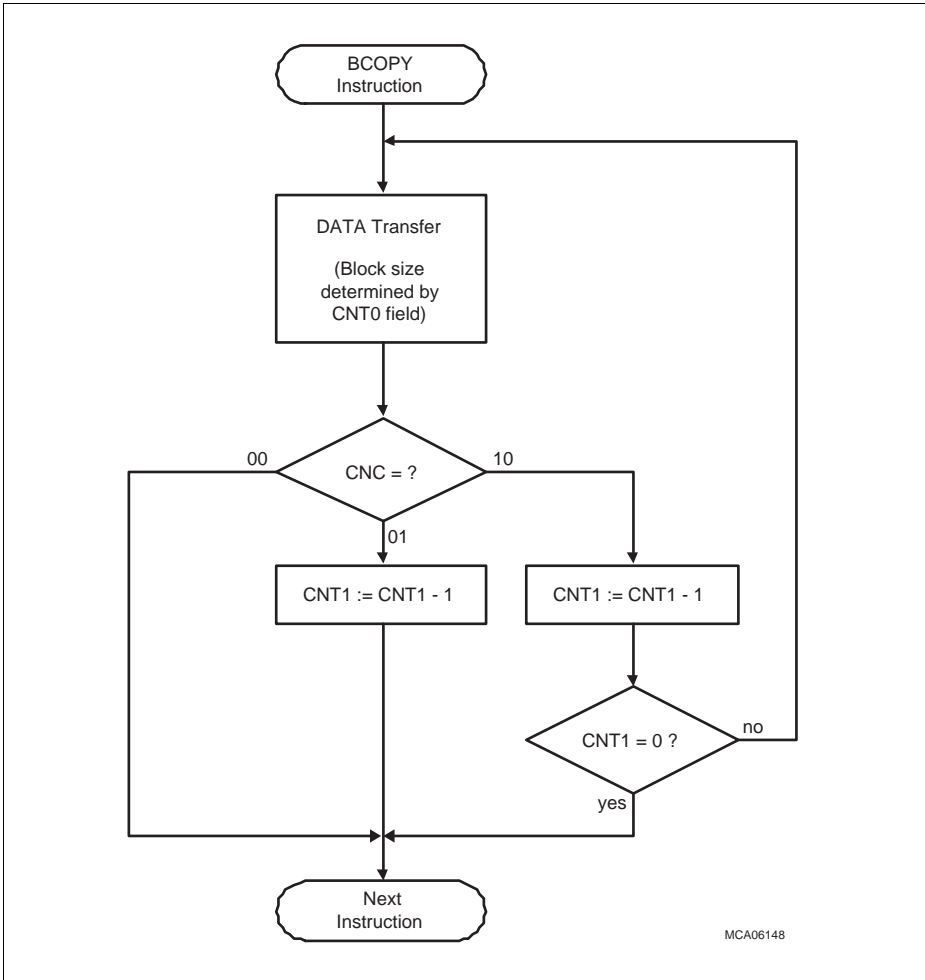 BCOPY
Instruction
DATA Transfer
(Block size
determined by
CNT0 field)
00
CNC = ?
10
01
CNT1 := CNT1 - 1
CNT1 := CNT1 - 1
CNT1 = 0 ?
no
yes
Next
Instruction
MCA06148